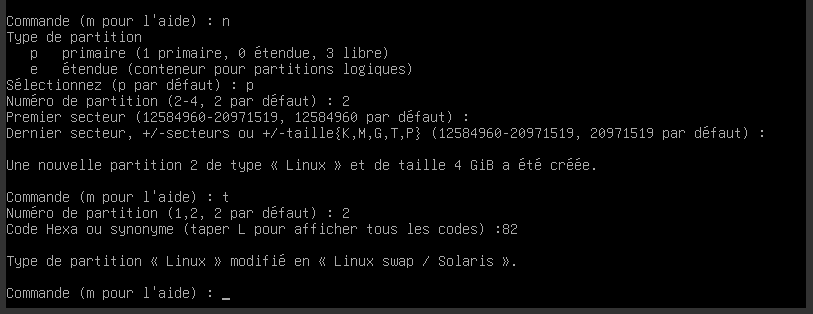 Commande (m pour l'aide) : n
Type de partition
p primaire (1 primaire, 0 étendue, 3 libre)
e étendue (conteneur pour partitions logiques)
Sélectionnez (p par défaut) : p
Numéro de partition (2-4, 2 par défaut) : 2
Premier secteur (12584960-20971519, 12584960 par défaut) :
Dernier secteur, +/-secteurs ou +/-taille{K,M,G,T,P} (12584960-20971519, 20971519 par défaut) :
Une nouvelle partition 2 de type « Linux » et de taille 4 GiB a été créée.
Commande (m pour l'aide) : t
Numéro de partition (1,2, 2 par défaut) : 2
Code Hexa ou synonyme (taper L pour afficher tous les codes) :82
Type de partition « Linux » modifié en « Linux swap / Solaris ».
Commande (m pour l'aide) : _